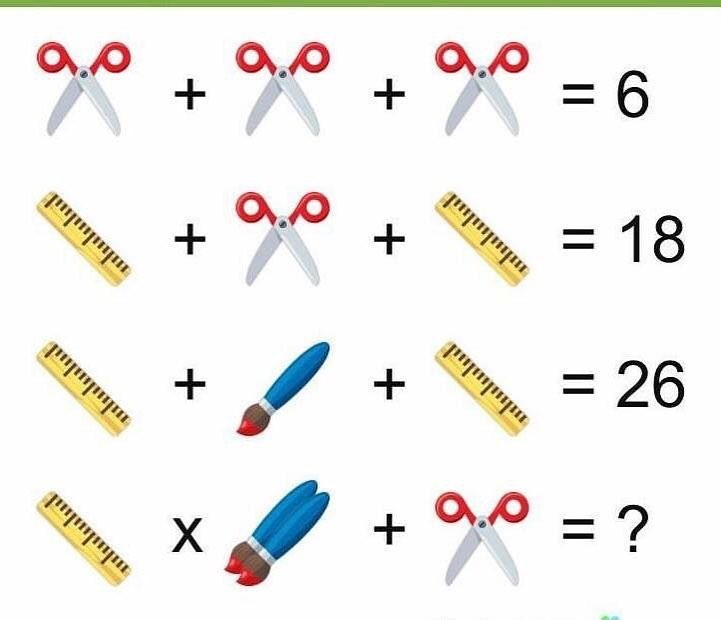 + + = 6
+ + = 18
+ + = 26
x + = ?